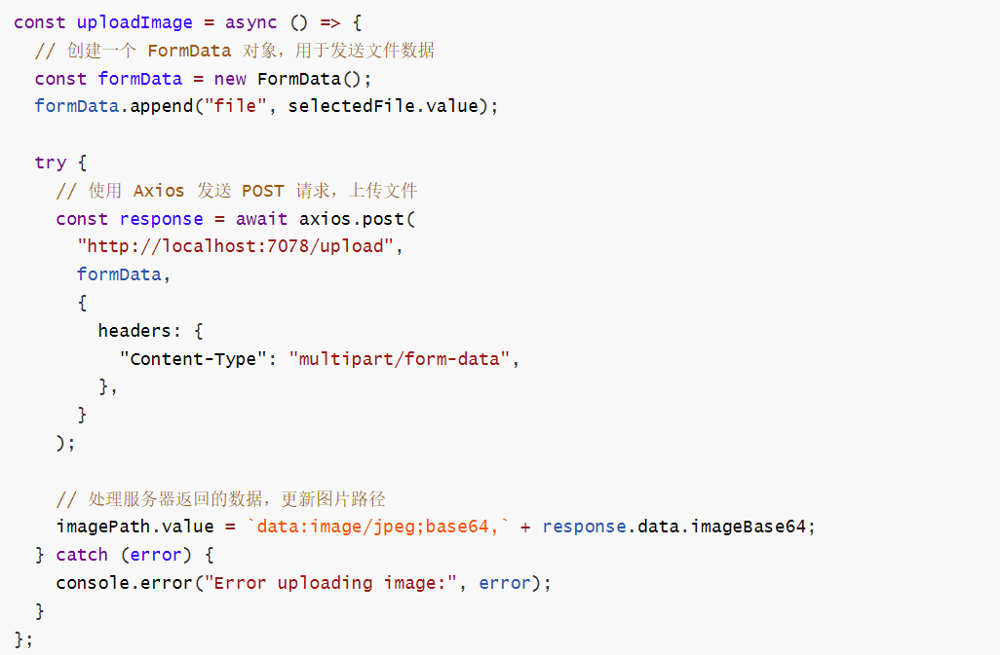 const uploadImage = async () => {
  // 创建一个 FormData 对象，用于发送文件数据
  const formData = new FormData();
  formData.append("file", selectedFile.value);

  try {
    // 使用 Axios 发送 POST 请求，上传文件
    const response = await axios.post(
      "http://localhost:7078/upload",
      formData,
      {
        headers: {
          "Content-Type": "multipart/form-data",
        },
      }
    );

    // 处理服务器返回的数据，更新图片路径
    imagePath.value = `data:image/jpeg;base64,` + response.data.imageBase64;
  } catch (error) {
    console.error("Error uploading image:", error);
  }
};